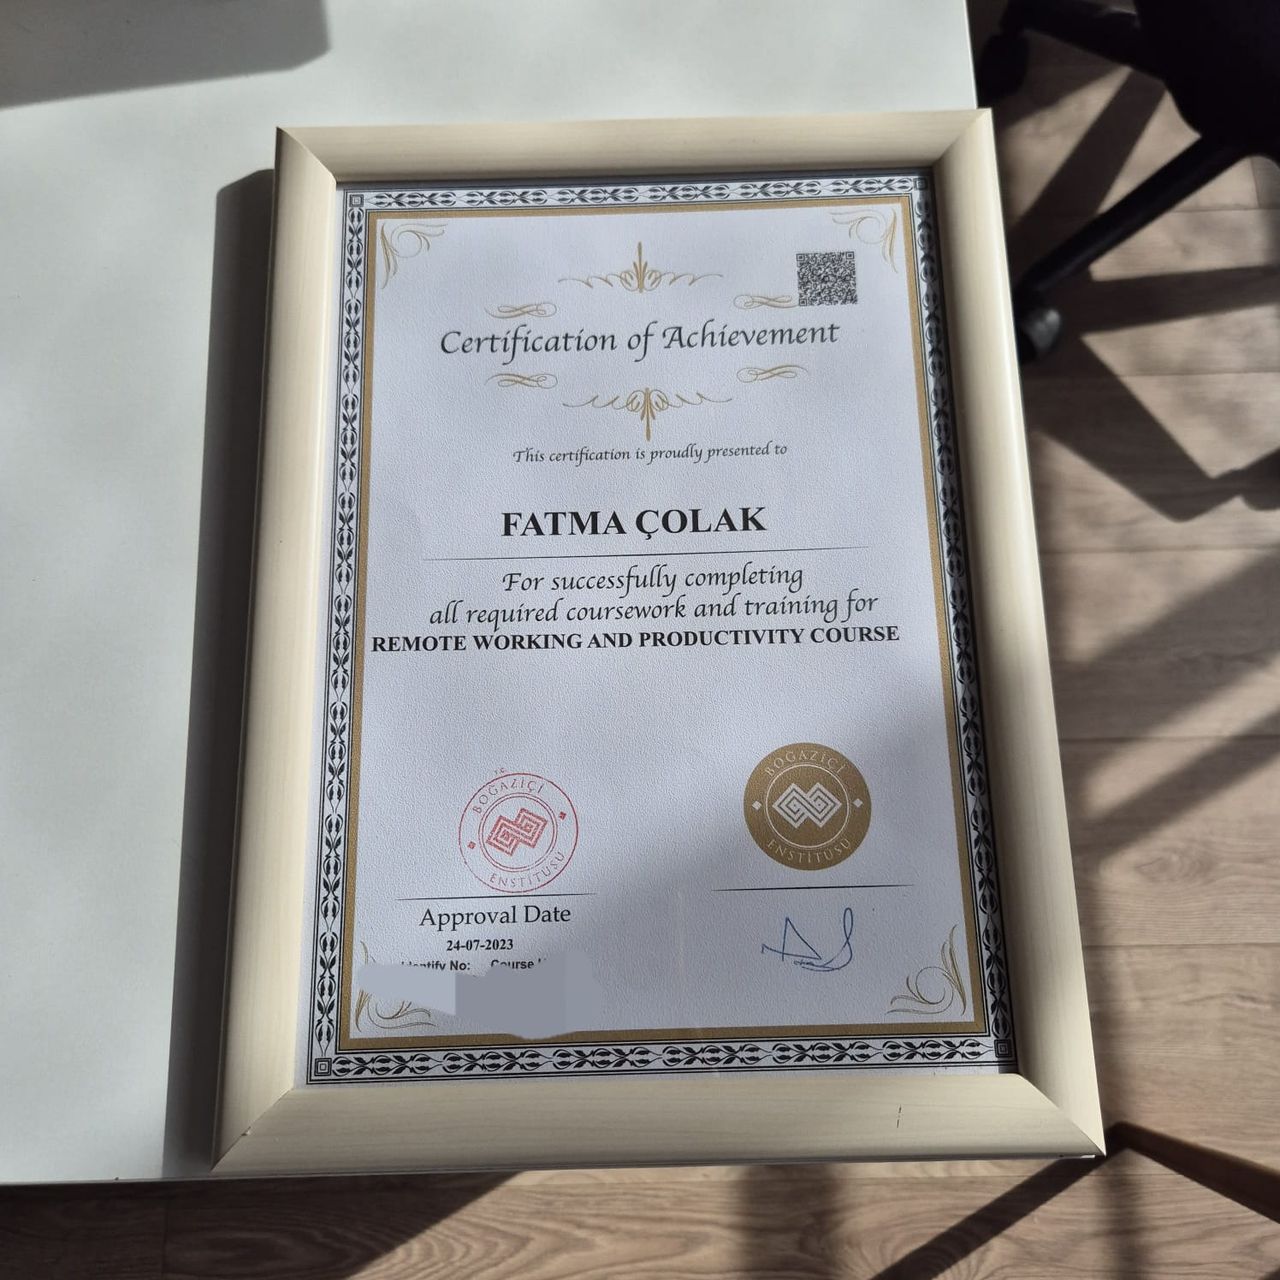 Certification of Achievement
This certification is proudly presented to
FATMA ÇOLAK
For successfully completing
all required coursework and training for
REMOTE WORKING AND PRODUCTIVITY COURSE
BOĞAZİÇİ
ENSTİTÜSÜ
BOĞAZİÇİ
ENSTİTÜSÜ
Approval Date
24-07-2023
No: Course